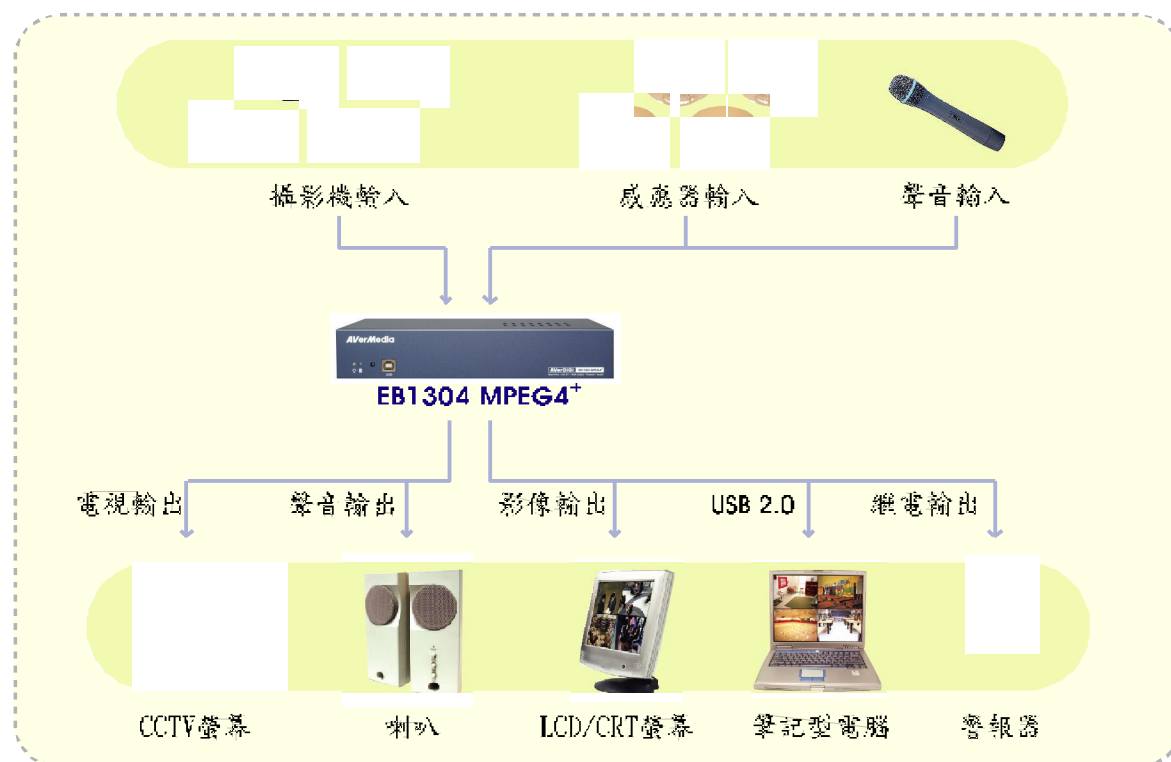 攝影機輸入
感應器輸入
聲音輸入
AVerMedia
AVerDiGi
EB1304 MPEG4+
電視輸出
聲音輸出
影像輸出
USB 2.0
繼電輸出
CCTV螢幕
喇叭
LCD/CRT螢幕
筆記型電腦
警報器